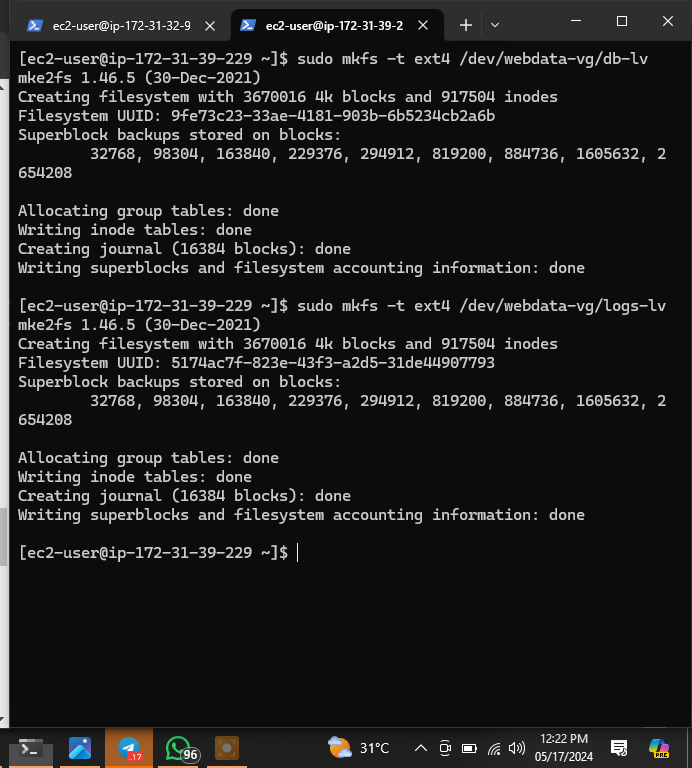 ec2-user@ip-172-31-32-9
ec2-user@ip-172-31-39-2
[ec2-user@ip-172-31-39-229 ~]$ sudo mkfs -t ext4 /dev/webdata-vg/db-lv
mke2fs 1.46.5 (30-Dec-2021)
Creating filesystem with 3670016 4k blocks and 917504 inodes
Filesystem UUID: 9fe73c23-33ae-4181-903b-6b5234cb2a6b
Superblock backups stored on blocks:
32768, 98304, 163840, 229376, 294912, 819200, 884736, 1605632, 2
654208
Allocating group tables: done
Writing inode tables: done
Creating journal (16384 blocks): done
Writing superblocks and filesystem accounting information: done
[ec2-user@ip-172-31-39-229 ~]$ sudo mkfs -t ext4 /dev/webdata-vg/logs-lv
mke2fs 1.46.5 (30-Dec-2021)
Creating filesystem with 3670016 4k blocks and 917504 inodes
Filesystem UUID: 5174ac7f-823e-43f3-a2d5-31de44907793
Superblock backups stored on blocks:
32768, 98304, 163840, 229376, 294912, 819200, 884736, 1605632, 2
654208
Allocating group tables: done
Writing inode tables: done
Creating journal (16384 blocks): done
Writing superblocks and filesystem accounting information: done
[ec2-user@ip-172-31-39-229 ~]$
..17
96
31°C
12:22 PM
05/17/2024
PRE